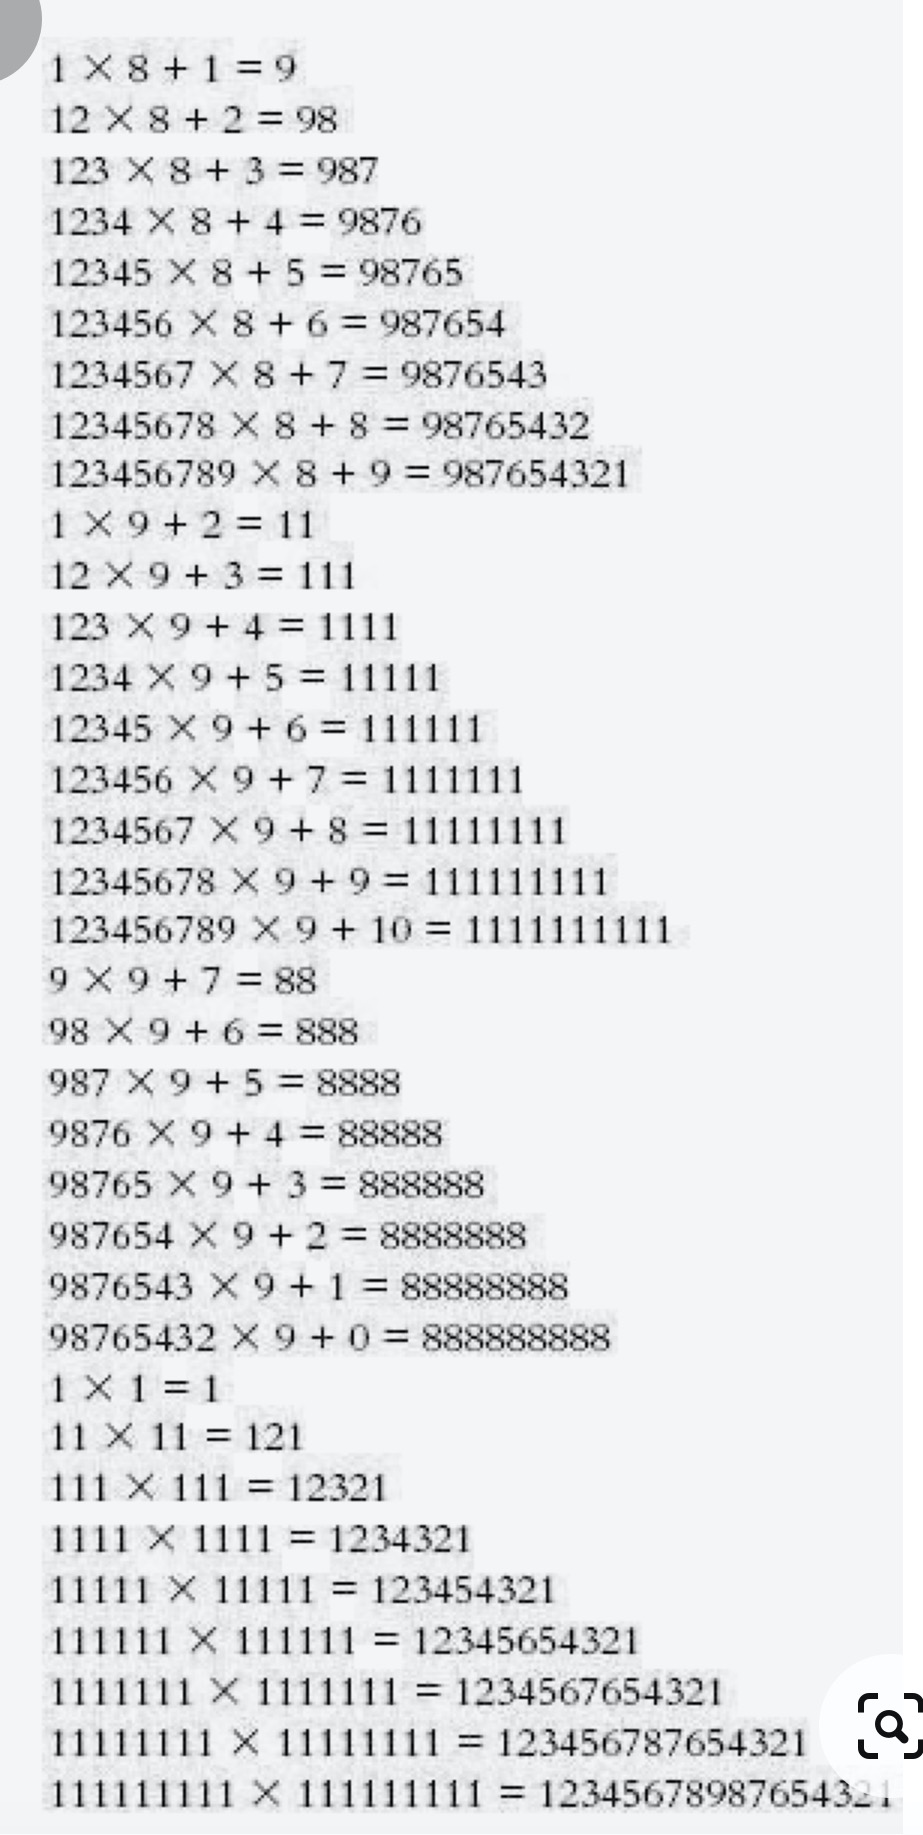 1 × 8 + 1 = 9
12 × 8 + 2 = 98
123 × 8 + 3 = 987
1234 × 8 + 4 = 9876
12345 × 8 + 5 = 98765
123456 × 8 + 6 = 987654
1234567 × 8 + 7 = 9876543
12345678 × 8 + 8 = 98765432
123456789 × 8 + 9 = 987654321
1 × 9 + 2 = 11
12 × 9 + 3 = 111
123 × 9 + 4 = 1111
1234 × 9 + 5 = 11111
12345 × 9 + 6 = 111111
123456 × 9 + 7 = 1111111
1234567 × 9 + 8 = 11111111
12345678 × 9 + 9 = 111111111
123456789 × 9 + 10 = 1111111111
9 × 9 + 7 = 88
98 × 9 + 6 = 888
987 × 9 + 5 = 8888
9876 × 9 + 4 = 88888
98765 × 9 + 3 = 888888
987654 × 9 + 2 = 8888888
9876543 × 9 + 1 = 88888888
98765432 × 9 + 0 = 888888888
1 × 1 = 1
11 × 11 = 121
111 × 111 = 12321
1111 × 1111 = 1234321
11111 × 11111 = 123454321
111111 × 111111 = 12345654321
1111111 × 1111111 = 1234567654321
11111111 × 11111111 = 123456787654321
111111111 × 111111111 = 12345678987654321